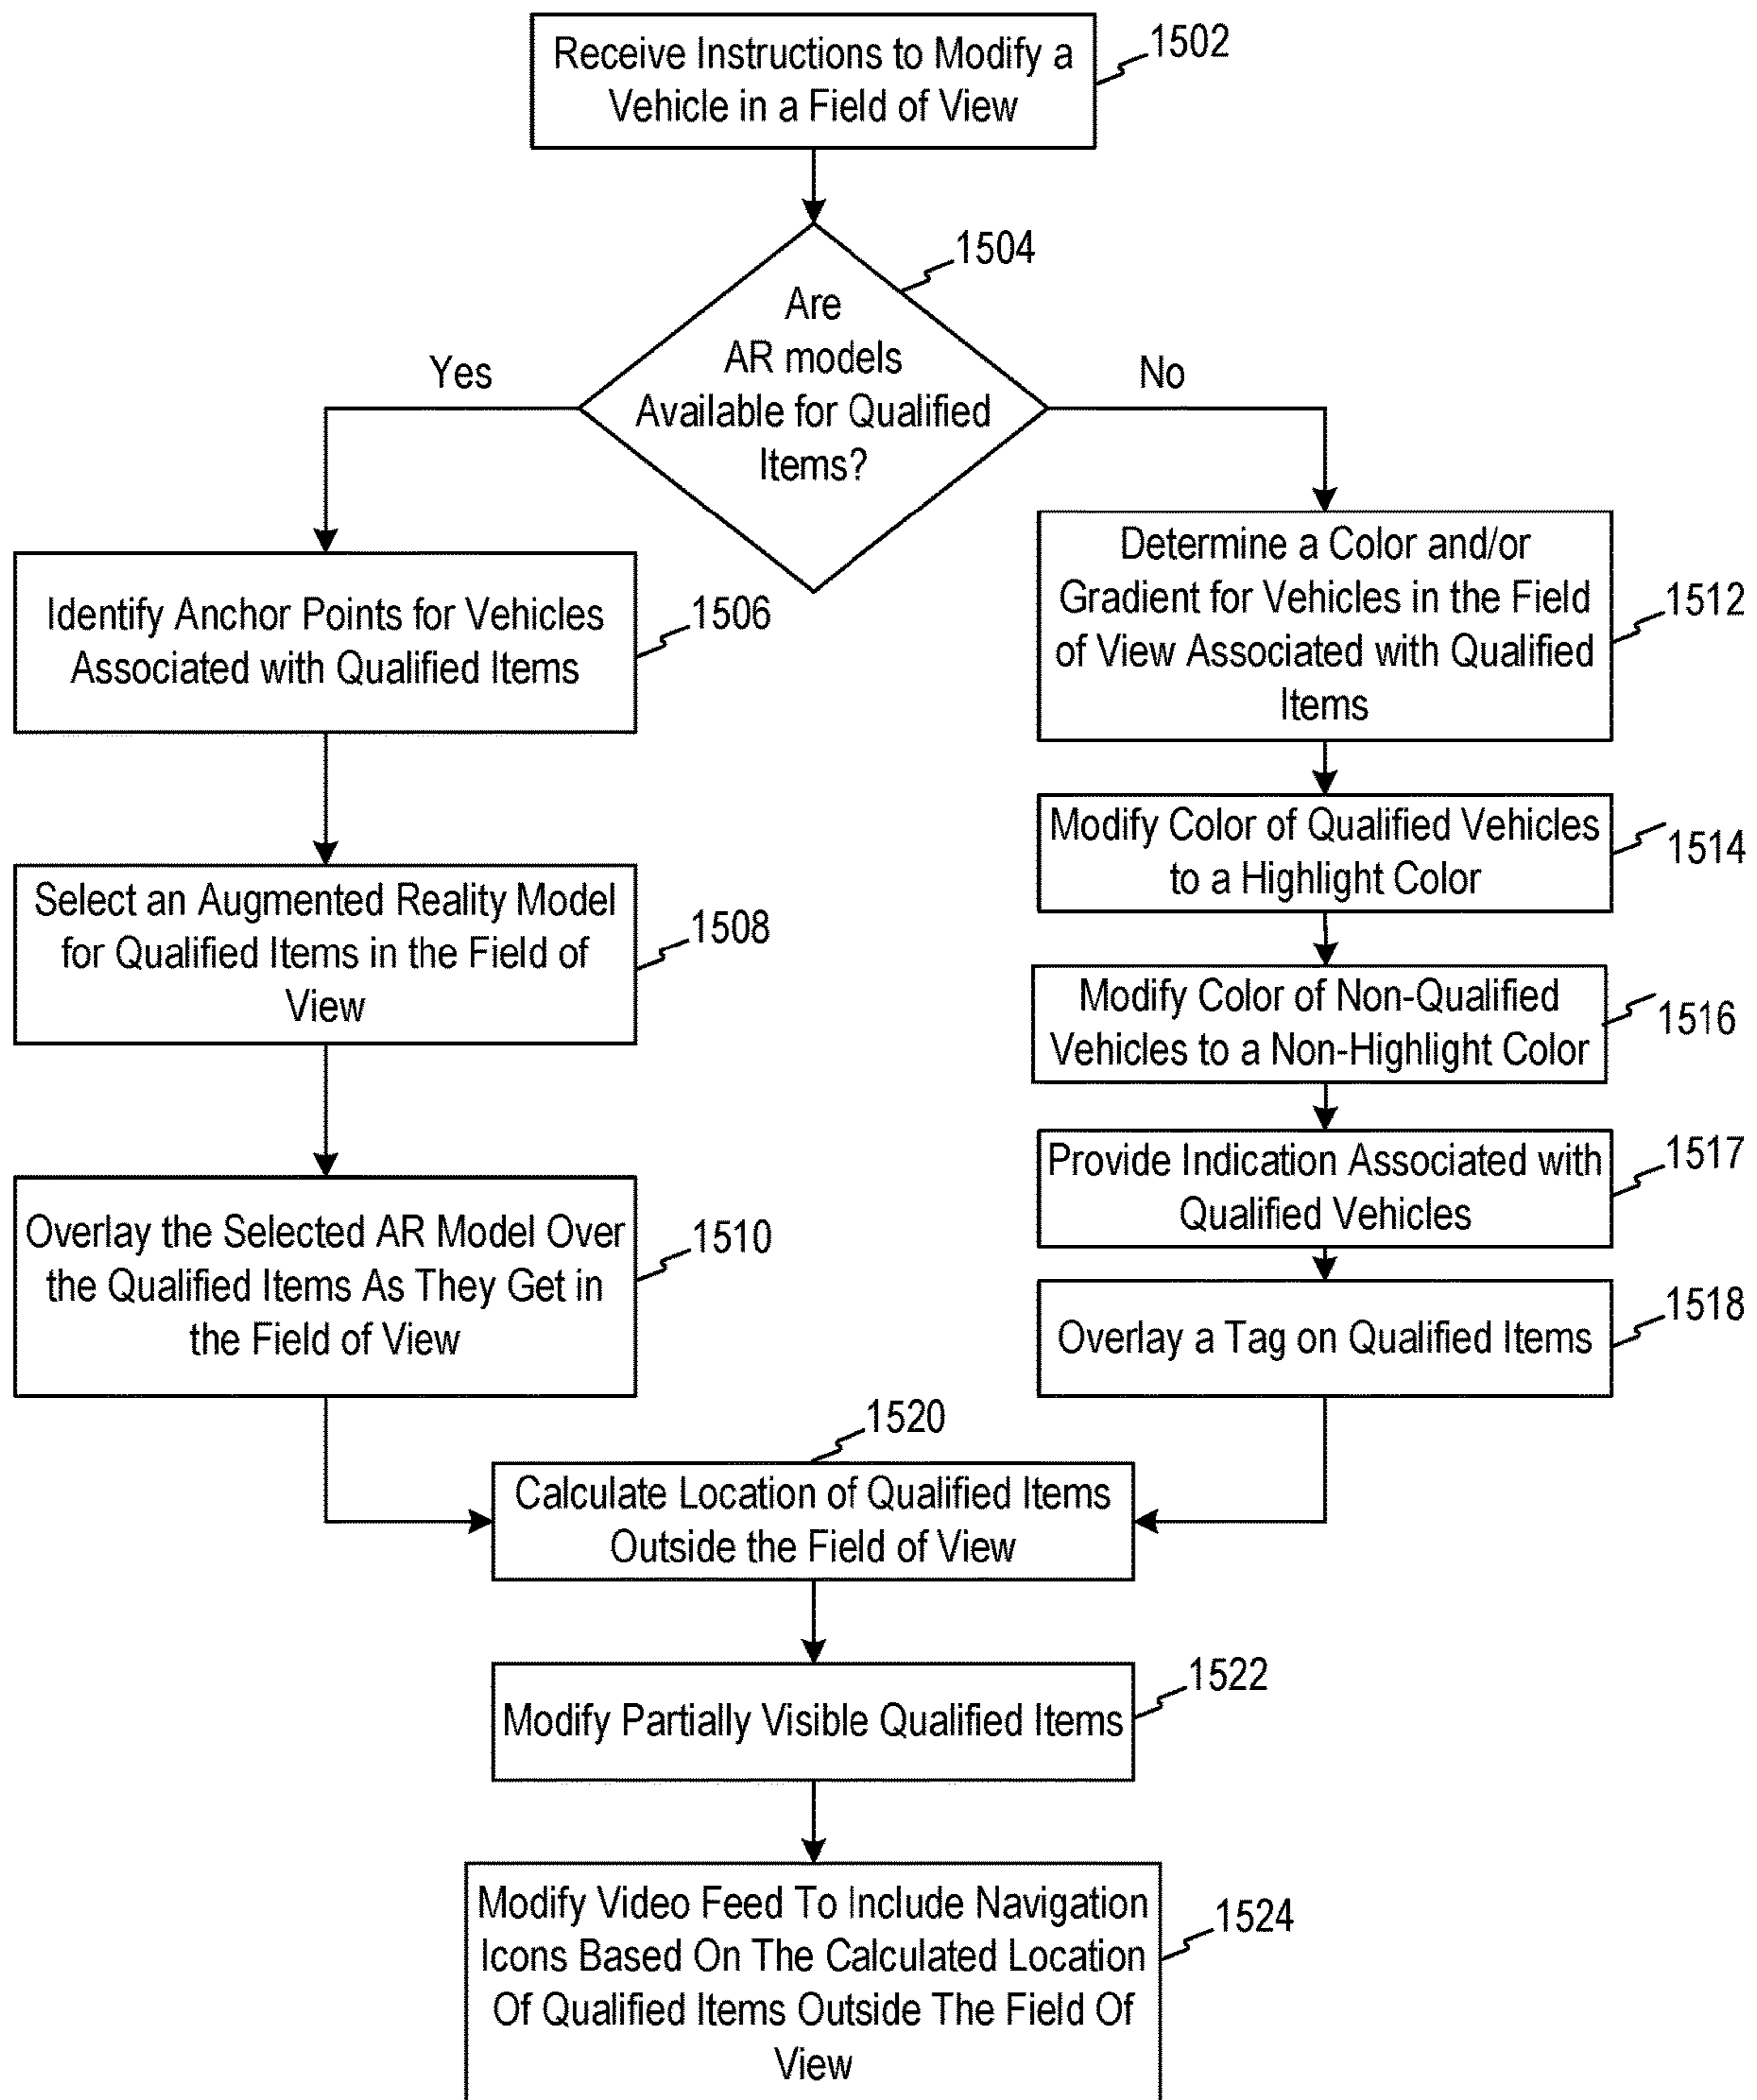 Receive Instructions to Modify a
Vehicle in a Field of View
1502
1504
Are
AR models
Available for Qualified
Items?
Yes
No
Identify Anchor Points for Vehicles
Associated with Qualified Items
1506
Determine a Color and/or
Gradient for Vehicles in the Field
of View Associated with Qualified
Items
1512
Modify Color of Qualified Vehicles
to a Highlight Color
1514
Select an Augmented Reality Model
for Qualified Items in the Field of
View
1508
Modify Color of Non-Qualified
Vehicles to a Non-Highlight Color
1516
Provide Indication Associated with
Qualified Vehicles
1517
Overlay the Selected AR Model Over
the Qualified Items As They Get in
the Field of View
1510
Overlay a Tag on Qualified Items
1518
1520
Calculate Location of Qualified Items
Outside the Field of View
Modify Partially Visible Qualified Items
1522
Modify Video Feed To Include Navigation
Icons Based On The Calculated Location
Of Qualified Items Outside The Field Of
View
1524